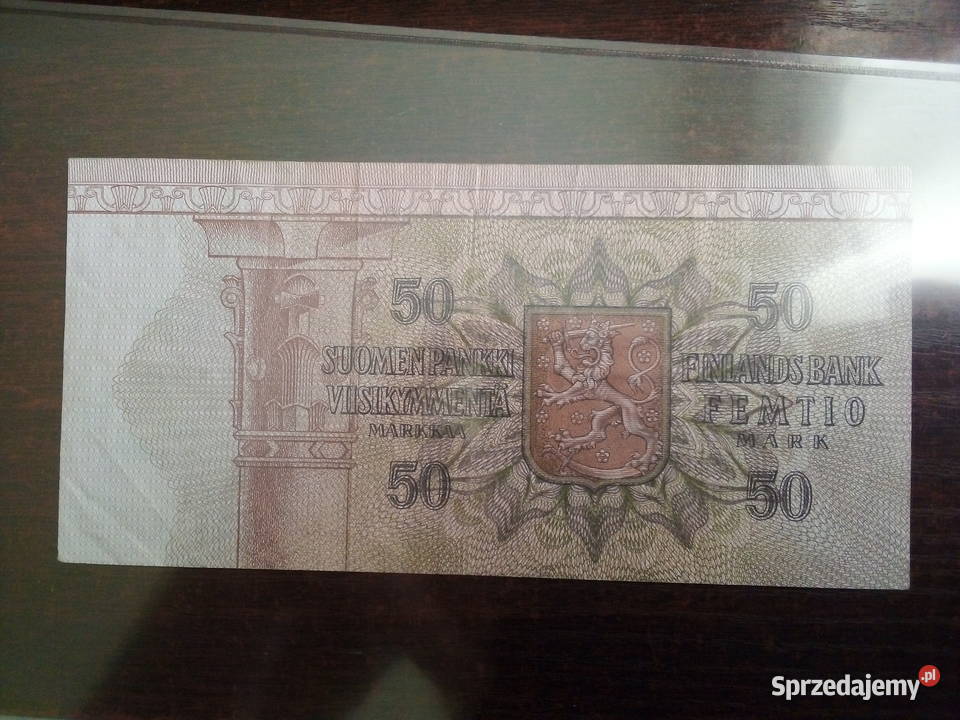 50
SUOMEN PANKKI
VIISIKYMMENTÄ
MARKKAA
50
50
FINLANDS BANK
FEMTIO
MARK
50
Sprzedajemy.pl